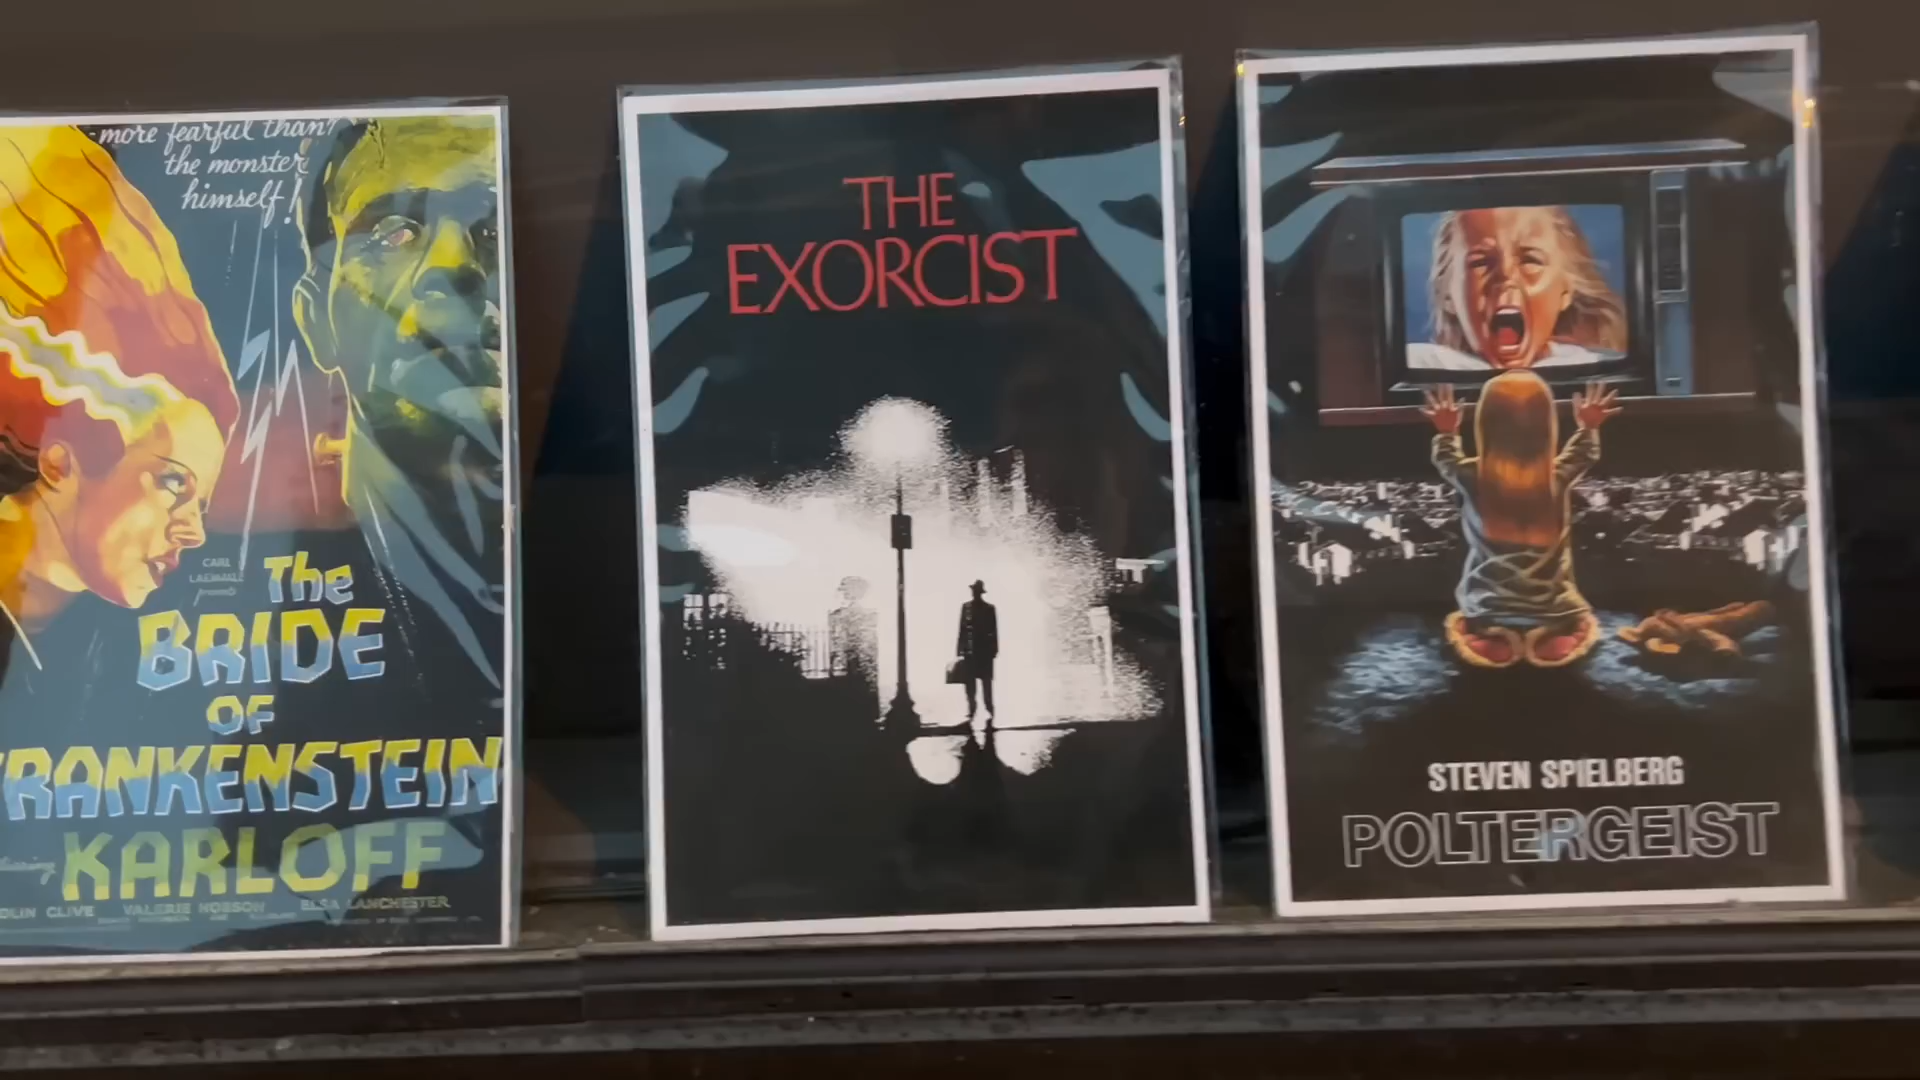 more fearful than
the monster
himself!
CARL
LAEMMLE
presents
The
BRIDE
OF
FRANKENSTEIN
KARLOFF
COLIN CLIVE VALERIE HOBSON ELSA LANCHESTER
THE
EXORCIST
STEVEN SPIELBERG
POLTERGEIST